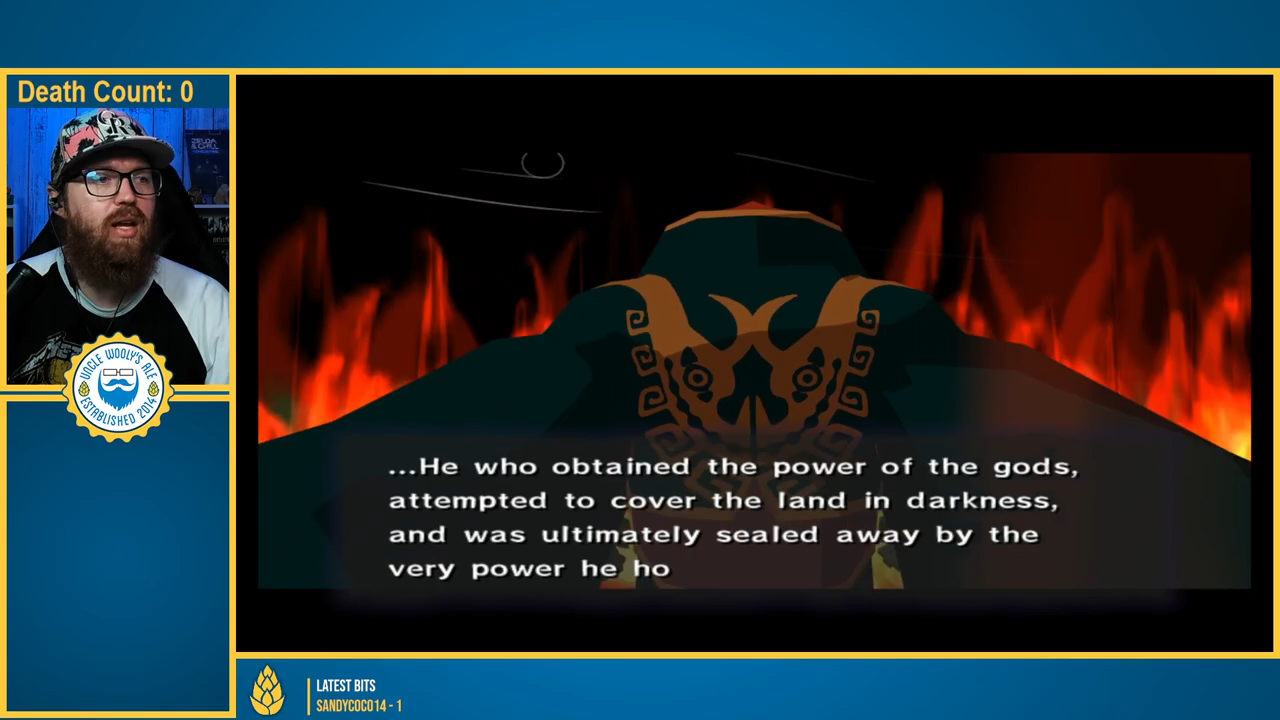 Death Count: 0
ZELDA
& CHILL
UNCLE WOOLY'S ALE
ESTABLISHED 2014
...He who obtained the power of the gods,
attempted to cover the land in darkness,
and was ultimately sealed away by the
very power he ho
LATEST BITS
SANDYCOCO14 - 1